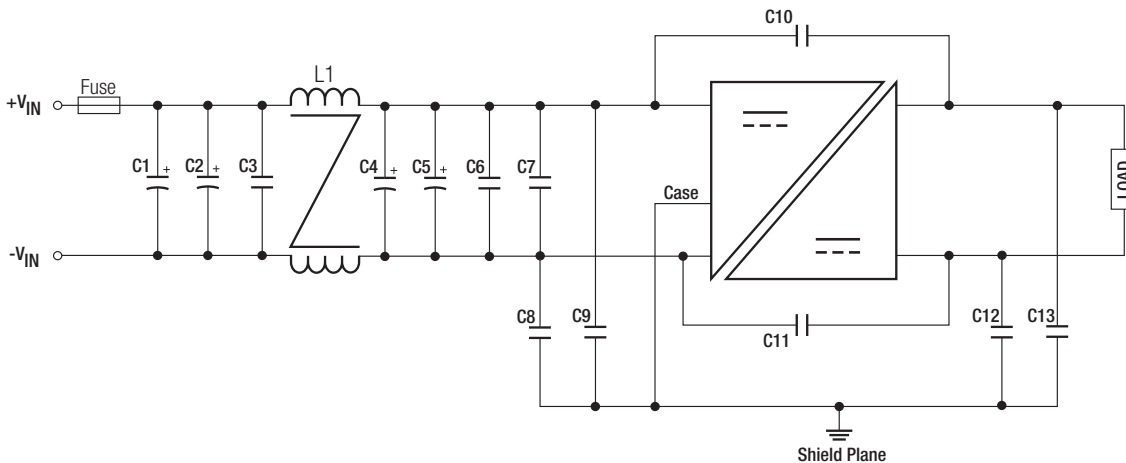 C10
L1
Fuse
+VIN
C1 +
C2 +
C3
C4 +
C5 +
C6
C7
Case
LOAD
-VIN
C8
C9
C11
C12
C13
Shield Plane